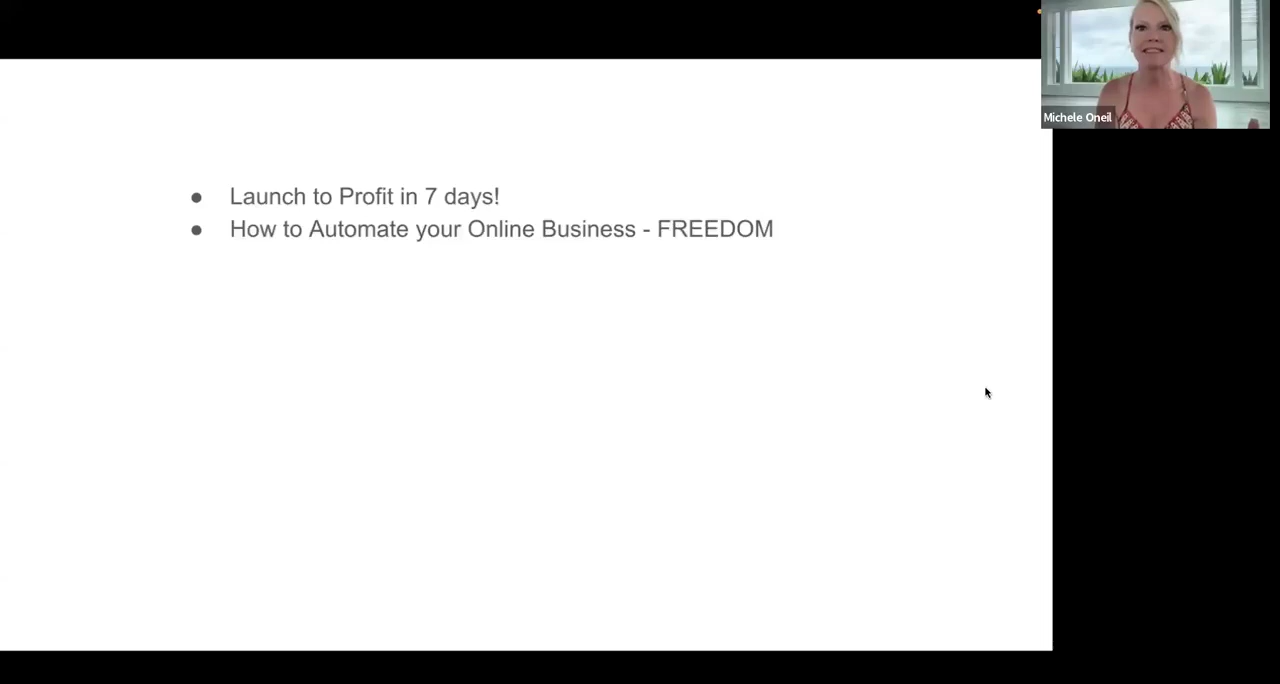 Michele Oneil
● Launch to Profit in 7 days!
● How to Automate your Online Business - FREEDOM